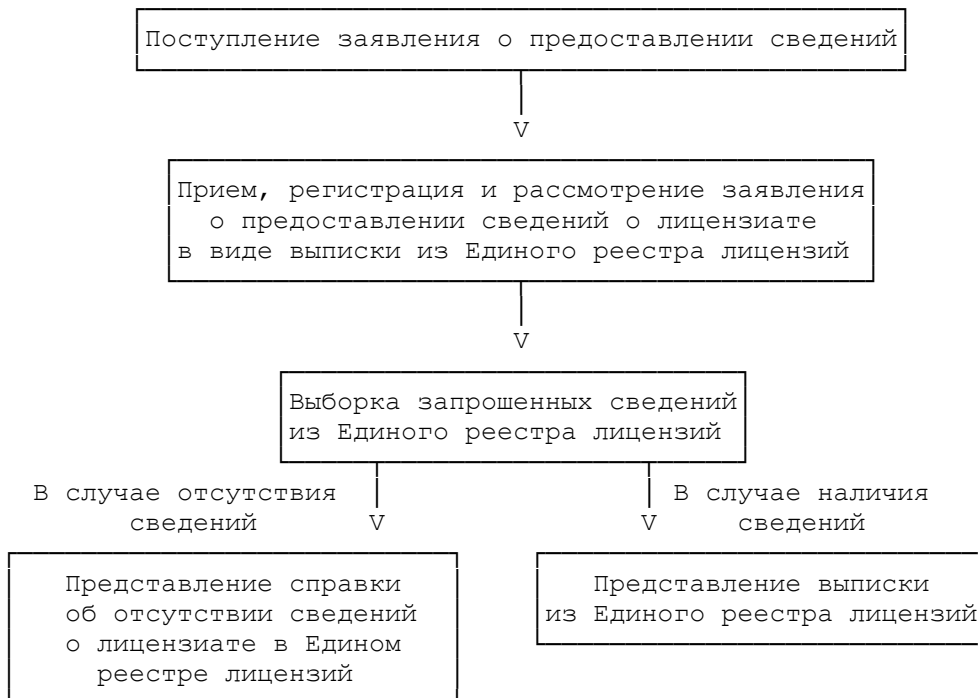 Поступление заявления о предоставлении сведений
V
Прием, регистрация и рассмотрение заявления
о предоставлении сведений о лицензиате
в виде выписки из Единого реестра лицензий
V
Выборка запрошенных сведений
из Единого реестра лицензий
В случае отсутствия
сведений
V
В случае наличия
сведений
V
Представление справки
об отсутствии сведений
о лицензиате в Едином
реестре лицензий
Представление выписки
из Единого реестра лицензий